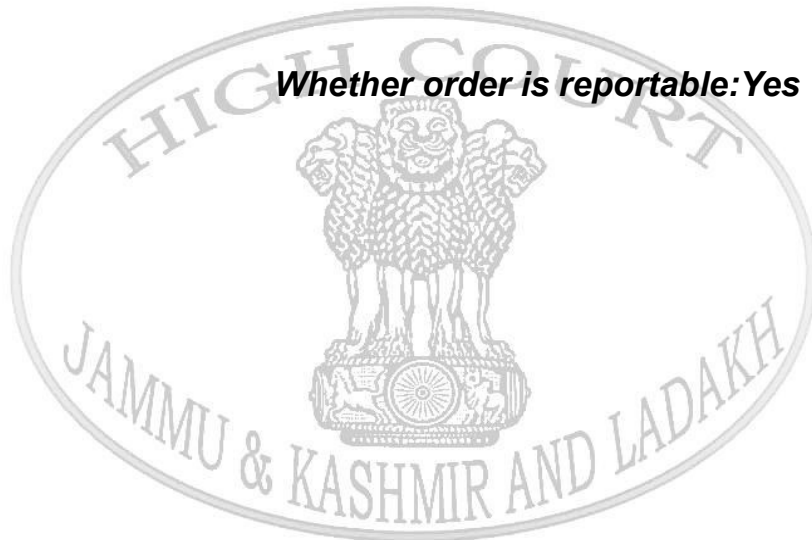 HIGH COURT
Whether order is reportable:Yes
JAMMU & KASHMIR AND LADAKH